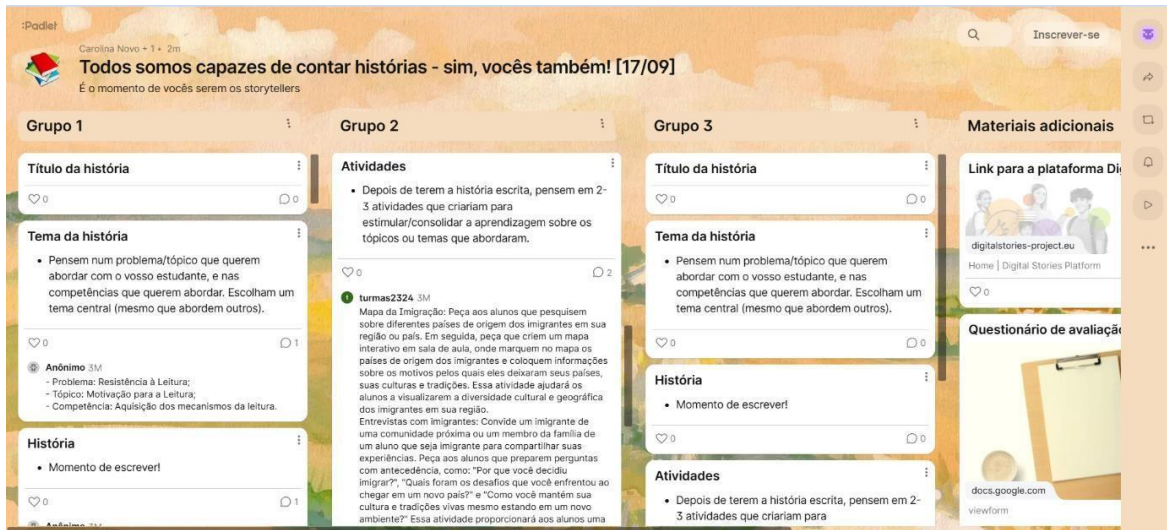 :Padlet
Carolina Novo + 1 • 2m
Todos somos capazes de contar histórias - sim, vocês também! [17/09]
É o momento de vocês serem os storytellers
Inscrever-se
Grupo 1
Título da história
0
0
Tema da história
• Pensem num problema/tópico que querem
abordar com o vosso estudante, e nas
competências que querem abordar. Escolham um
tema central (mesmo que abordem outros).
0
1
Anônimo 3M
- Problema: Resistência à Leitura;
- Tópico: Motivação para a Leitura;
- Competência: Aquisição dos mecanismos da leitura.
História
• Momento de escrever!
0
1
Anônimo 3M
Grupo 2
Atividades
• Depois de terem a história escrita, pensem em 2-
3 atividades que criariam para
estimular/consolidar a aprendizagem sobre os
tópicos ou temas que abordaram.
0
2
t turmas2324 3M
Mapa da Imigração: Peça aos alunos que pesquisem
sobre diferentes países de origem dos imigrantes em sua
região ou país. Em seguida, peça que criem um mapa
interativo em sala de aula, onde marquem no mapa os
países de origem dos imigrantes e coloquem informações
sobre os motivos pelos quais eles deixaram seus países,
suas culturas e tradições. Essa atividade ajudará os
alunos a visualizarem a diversidade cultural e geográfica
dos imigrantes em sua região.
Entrevistas com imigrantes: Convide um imigrante de
uma comunidade próxima ou um membro da família de
um aluno que seja imigrante para compartilhar suas
experiências. Peça aos alunos que preparem perguntas
com antecedência, como: "Por que você decidiu
imigrar?", "Quais foram os desafios que você enfrentou ao
chegar em um novo país?" e "Como você mantém sua
cultura e tradições vivas mesmo estando em um novo
ambiente?" Essa atividade proporcionará aos alunos uma
Grupo 3
Título da história
0
0
Tema da história
• Pensem num problema/tópico que querem
abordar com o vosso estudante, e nas
competências que querem abordar. Escolham um
tema central (mesmo que abordem outros).
0
0
História
• Momento de escrever!
0
0
Atividades
• Depois de terem a história escrita, pensem em 2-
3 atividades que criariam para
Materiais adicionais
Link para a plataforma Di
digitalstories-project.eu
Home | Digital Stories Platform
0
Questionário de avaliação
docs.google.com
viewform